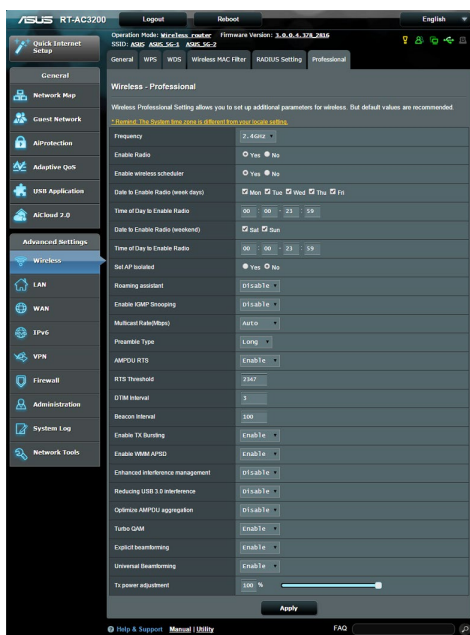 ASUS RT-AC3200 Logout Reboot English
Quick Internet Setup
Operation Mode: Wireless router Firmware Version: 3.0.0.4.378_2816
SSID: ASUS ASUS_5G-1 ASUS_5G-2
General WPS WDS Wireless MAC Filter RADIUS Setting Professional
General
Network Map
Guest Network
AiProtection
Adaptive QoS
USB Application
AiCloud 2.0
Advanced Settings
Wireless
LAN
WAN
IPv6
VPN
Firewall
Administration
System Log
Network Tools
Wireless - Professional
Wireless Professional Setting allows you to set up additional parameters for wireless. But default values are recommended.
* Remind: The System time zone is different from your locale setting.
Frequency 2.4GHz
Enable Radio Yes No
Enable wireless scheduler Yes No
Date to Enable Radio (week days) Mon Tue Wed Thu Fri
Time of Day to Enable Radio 00 : 00 - 23 : 59
Date to Enable Radio (weekend) Sat Sun
Time of Day to Enable Radio 00 : 00 - 23 : 59
Set AP Isolated Yes No
Roaming assistant Disable
Enable IGMP Snooping Disable
Multicast Rate(Mbps) Auto
Preamble Type Long
AMPDU RTS Enable
RTS Threshold 2347
DTIM Interval 3
Beacon Interval 100
Enable TX Bursting Enable
Enable WMM APSD Enable
Enhanced interference management Disable
Reducing USB 3.0 interference Disable
Optimize AMPDU aggregation Disable
Turbo QAM Enable
Explicit beamforming Enable
Universal Beamforming Enable
Tx power adjustment 100 %
Apply
Help & Support Manual | Utility FAQ